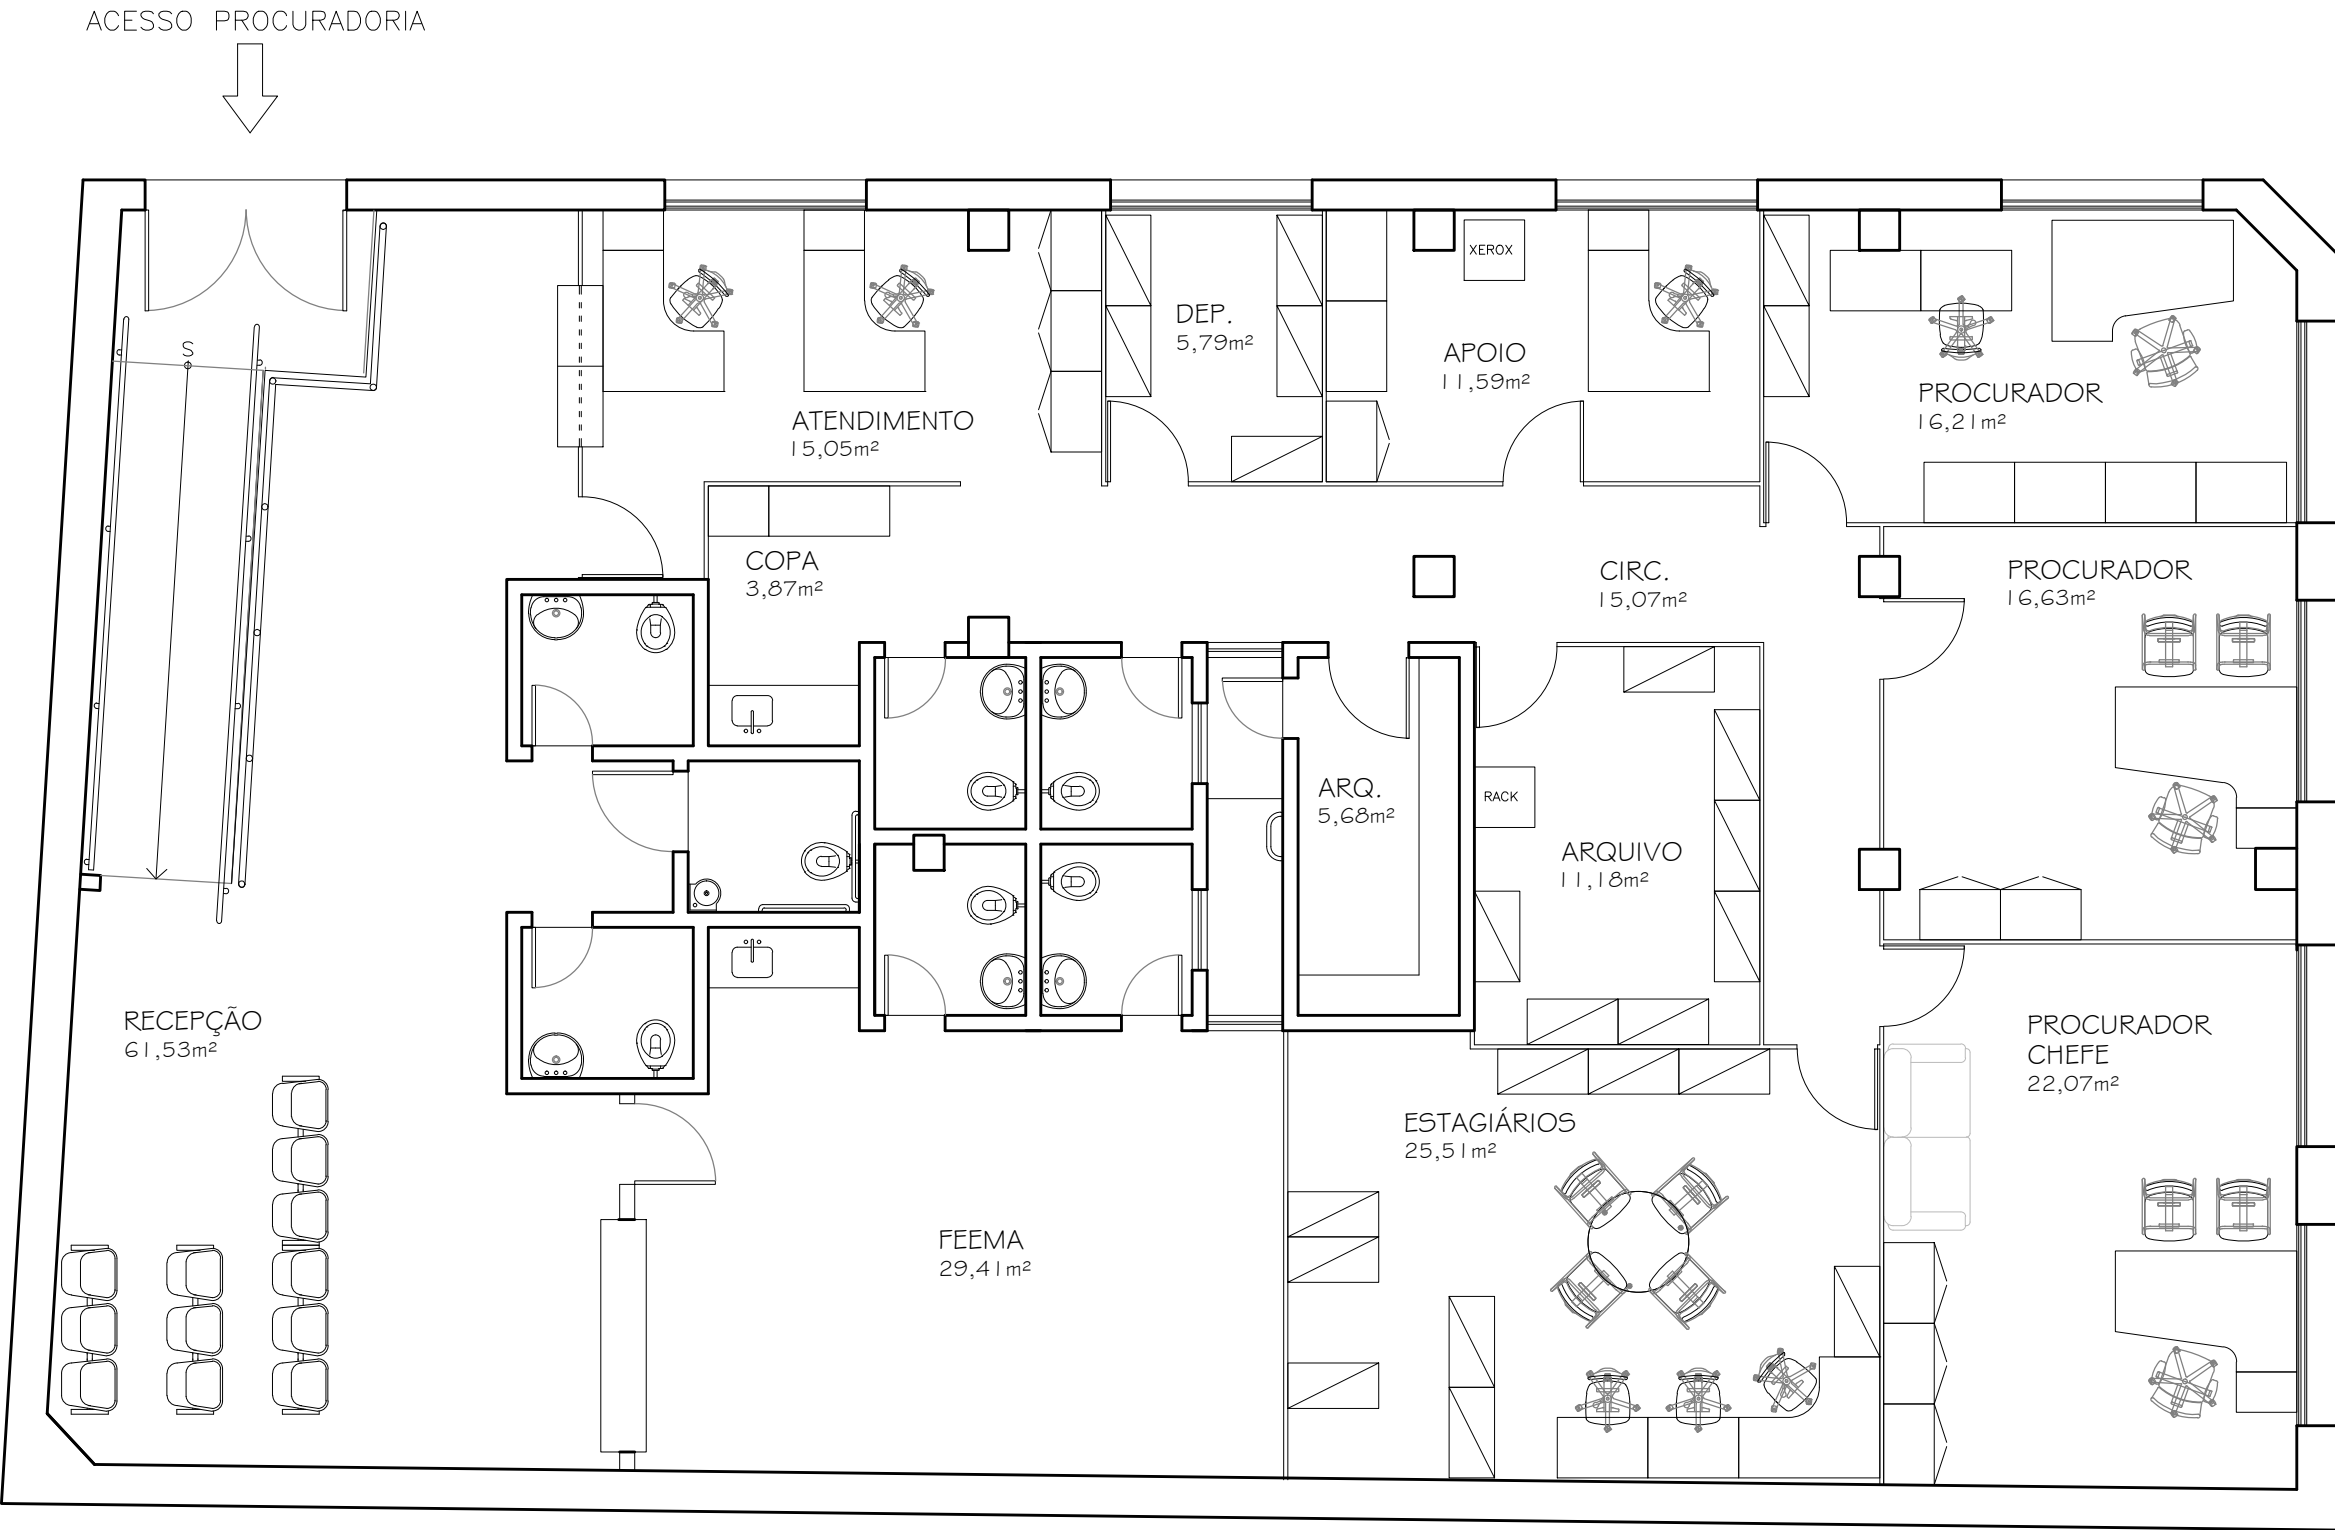 ACESSO PROCURADORIA
S
ATENDIMENTO
15,05m²
DEP.
5,79m²
XEROX
APOIO
11,59m²
PROCURADOR
16,21m²
COPA
3,87m²
CIRC.
15,07m²
PROCURADOR
16,63m²
ARQ.
5,68m²
RACK
ARQUIVO
11,18m²
RECEPÇÃO
61,53m²
PROCURADOR
CHEFE
22,07m²
ESTAGIÁRIOS
25,51m²
FEEMA
29,41m²